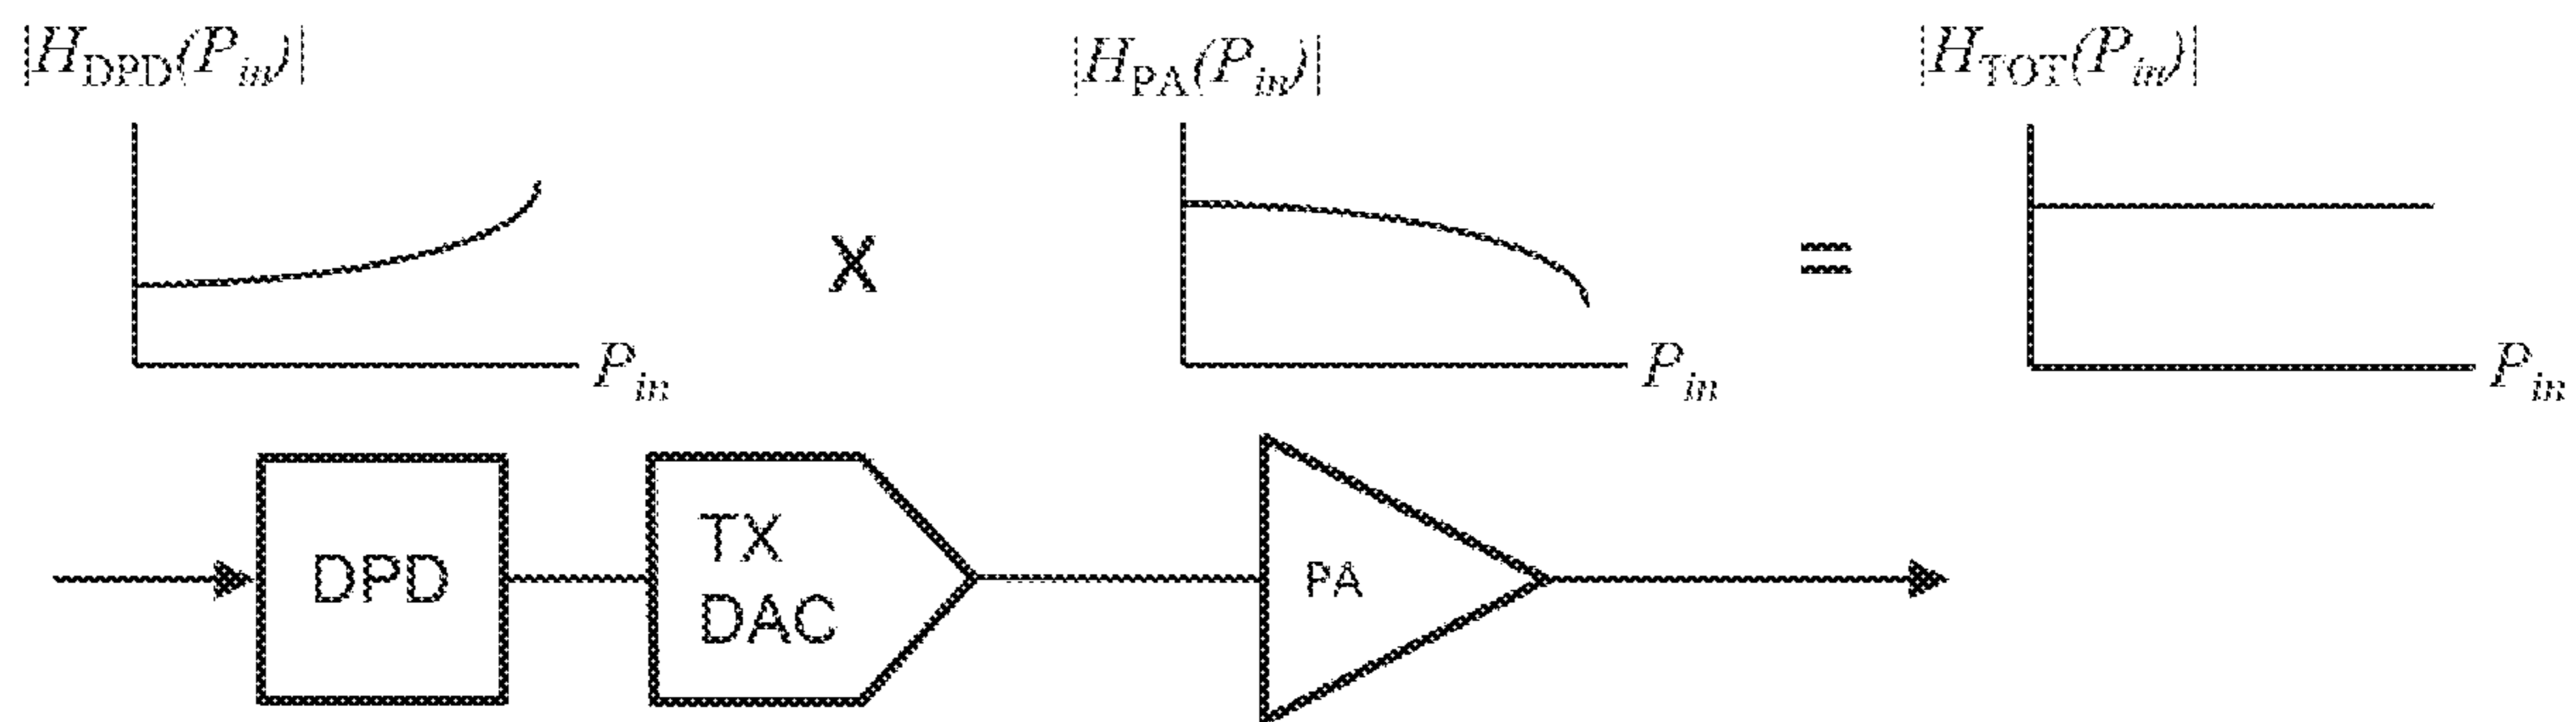 |H_DPD(P_in)|
|H_PA(P_in)|
|H_TOT(P_in)|
X
=
P_in
P_in
P_in
DPD
TX
DAC
PA